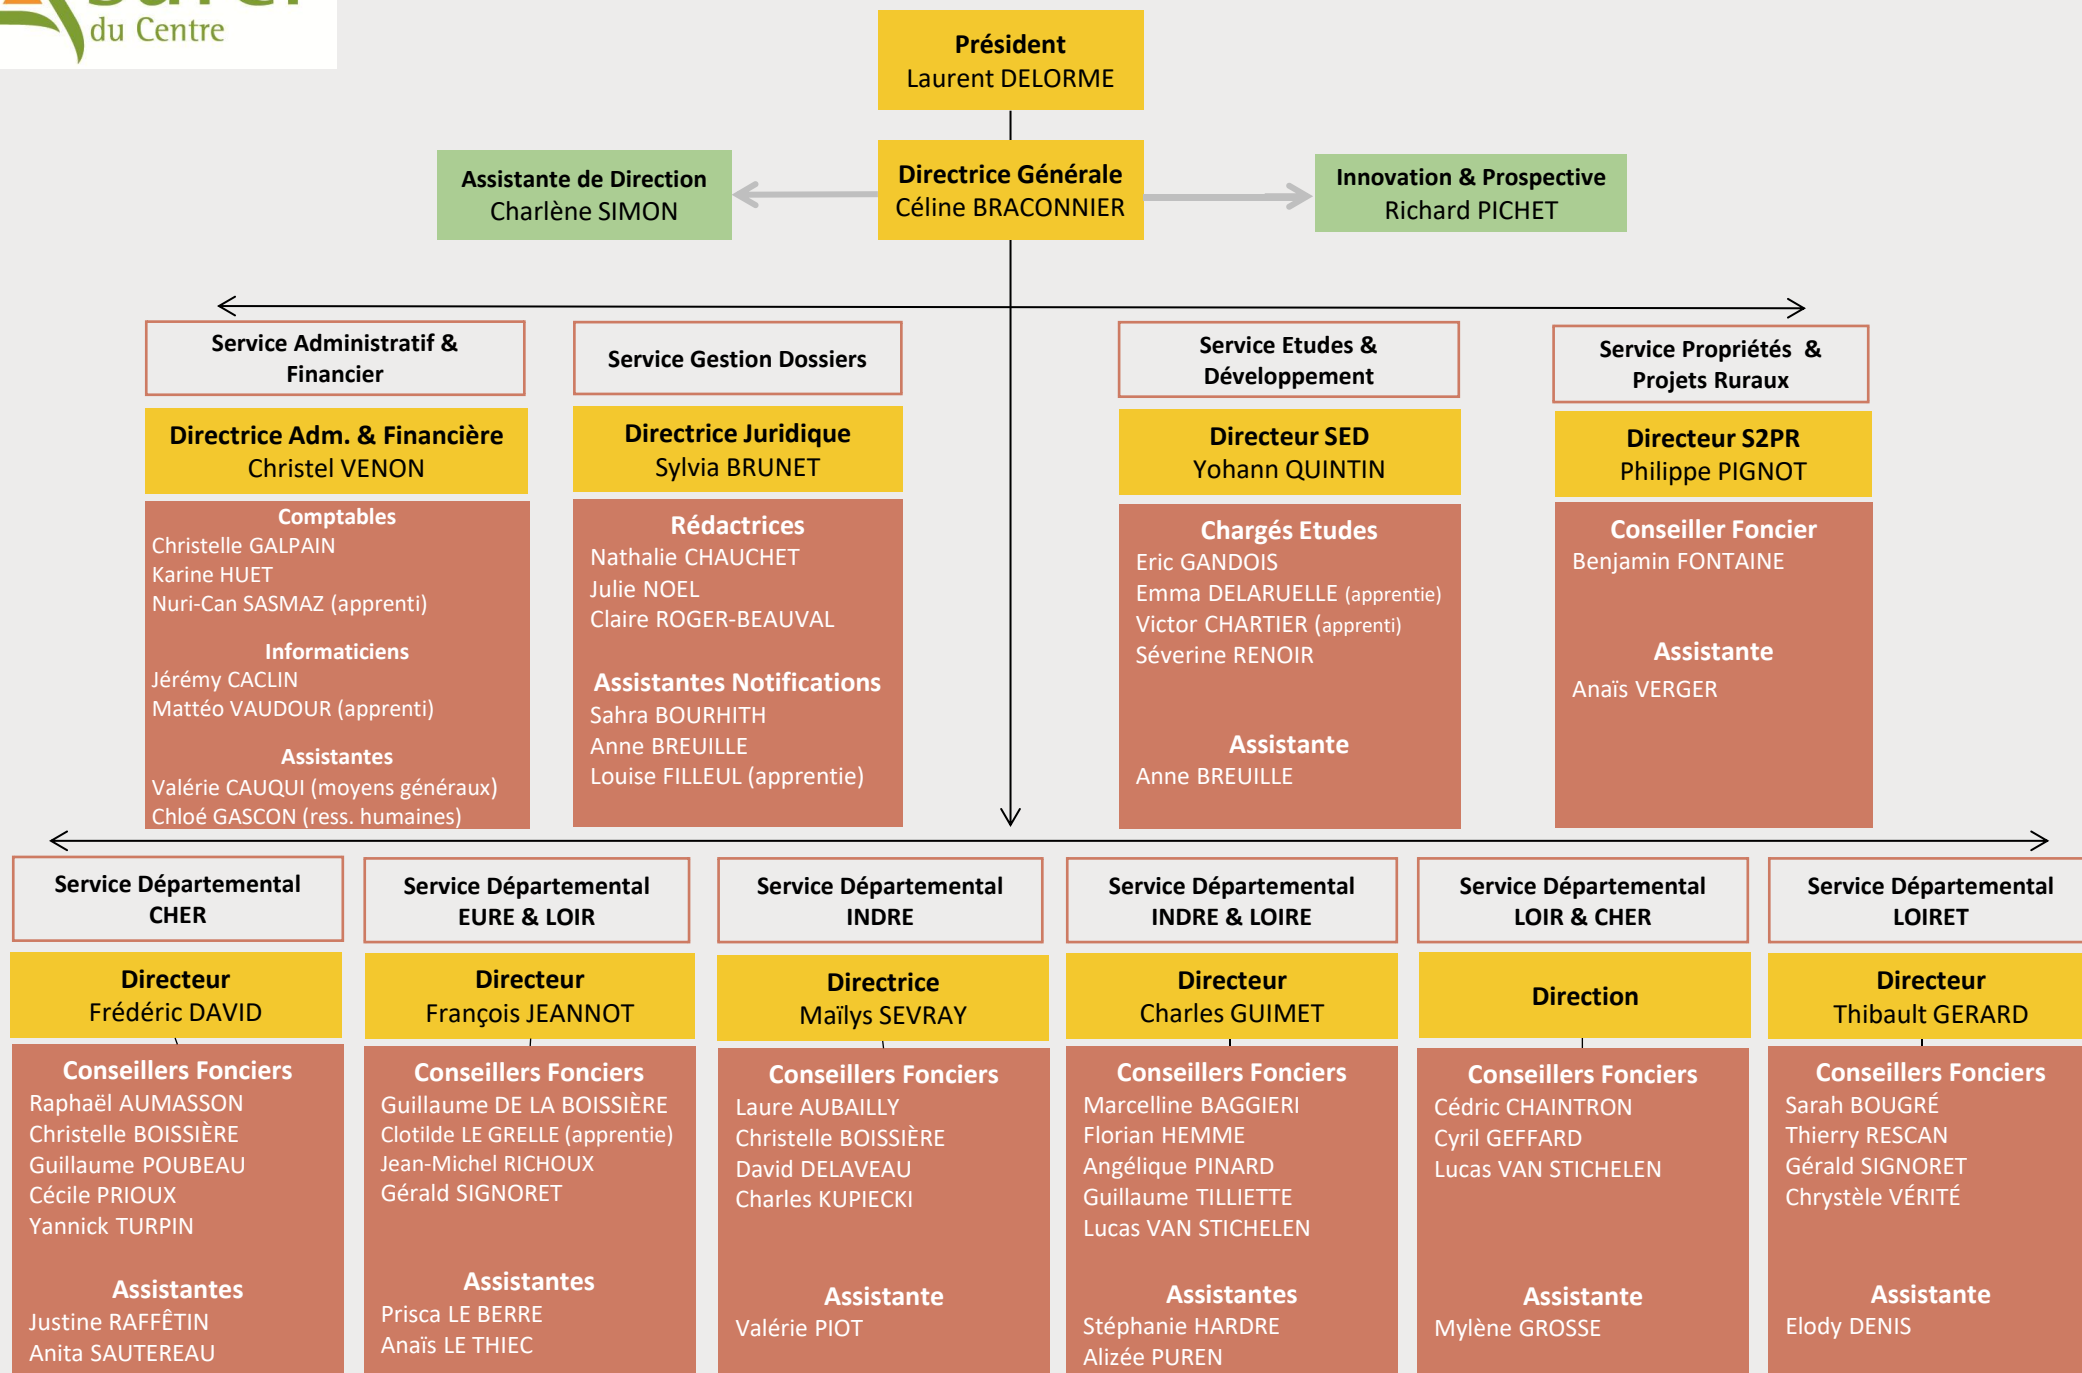 du Centre
Président
Laurent DELORME
Assistante de Direction
Charlène SIMON
Directrice Générale
Céline BRACONNIER
Innovation & Prospective
Richard PICHET
Service Administratif &
Financier
Directrice Adm. & Financière
Christel VENON
Comptables
Christelle GALPAIN
Karine HUET
Nuri-Can SASMAZ (apprenti)
Informaticiens
Jérémy CACLIN
Mattéo VAUDOUR (apprenti)
Assistantes
Valérie CAUQUI (moyens généraux)
Chloé GASCON (ress. humaines)
Service Gestion Dossiers
Directrice Juridique
Sylvia BRUNET
Rédactrices
Nathalie CHAUCHET
Julie NOEL
Claire ROGER-BEAUVAL
Assistantes Notifications
Sahra BOURHITH
Anne BREUILLE
Louise FILLEUL (apprentie)
Service Etudes &
Développement
Directeur SED
Yohann QUINTIN
Chargés Etudes
Eric GANDOIS
Emma DELARUELLE (apprentie)
Victor CHARTIER (apprenti)
Séverine RENOIR
Assistante
Anne BREUILLE
Service Propriétés &
Projets Ruraux
Directeur S2PR
Philippe PIGNOT
Conseiller Foncier
Benjamin FONTAINE
Assistante
Anaïs VERGER
Service Départemental
CHER
Directeur
Frédéric DAVID
Conseillers Fonciers
Raphaël AUMASSON
Christelle BOISSIÈRE
Guillaume POUBEAU
Cécile PRIOUX
Yannick TURPIN
Assistantes
Justine RAFFÊTIN
Anita SAUTEREAU
Service Départemental
EURE & LOIR
Directeur
François JEANNOT
Conseillers Fonciers
Guillaume DE LA BOISSIÈRE
Clotilde LE GRELLE (apprentie)
Jean-Michel RICHOUX
Gérald SIGNORET
Assistantes
Prisca LE BERRE
Anaïs LE THIEC
Service Départemental
INDRE
Directrice
Maïlys SEVRAY
Conseillers Fonciers
Laure AUBAILLY
Christelle BOISSIÈRE
David DELAVEAU
Charles KUPIECKI
Assistante
Valérie PIOT
Service Départemental
INDRE & LOIRE
Directeur
Charles GUIMET
Conseillers Fonciers
Marcelline BAGGIERI
Florian HEMME
Angélique PINARD
Guillaume TILLIETTE
Lucas VAN STICHELEN
Assistantes
Stéphanie HARDRE
Alizée PUREN
Service Départemental
LOIR & CHER
Direction
Conseillers Fonciers
Cédric CHAINTRON
Cyril GEFFARD
Lucas VAN STICHELEN
Assistante
Mylène GROSSE
Service Départemental
LOIRET
Directeur
Thibault GERARD
Conseillers Fonciers
Sarah BOUGRÉ
Thierry RESCAN
Gérald SIGNORET
Chrystèle VÉRITÉ
Assistante
Elody DENIS